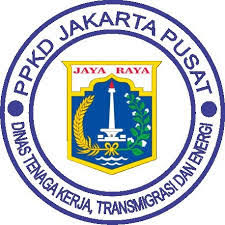 PPKD JAKARTA PUSAT
JAYA RAYA
DINAS TENAGA KERJA, TRANSMIGRASI DAN ENERGI